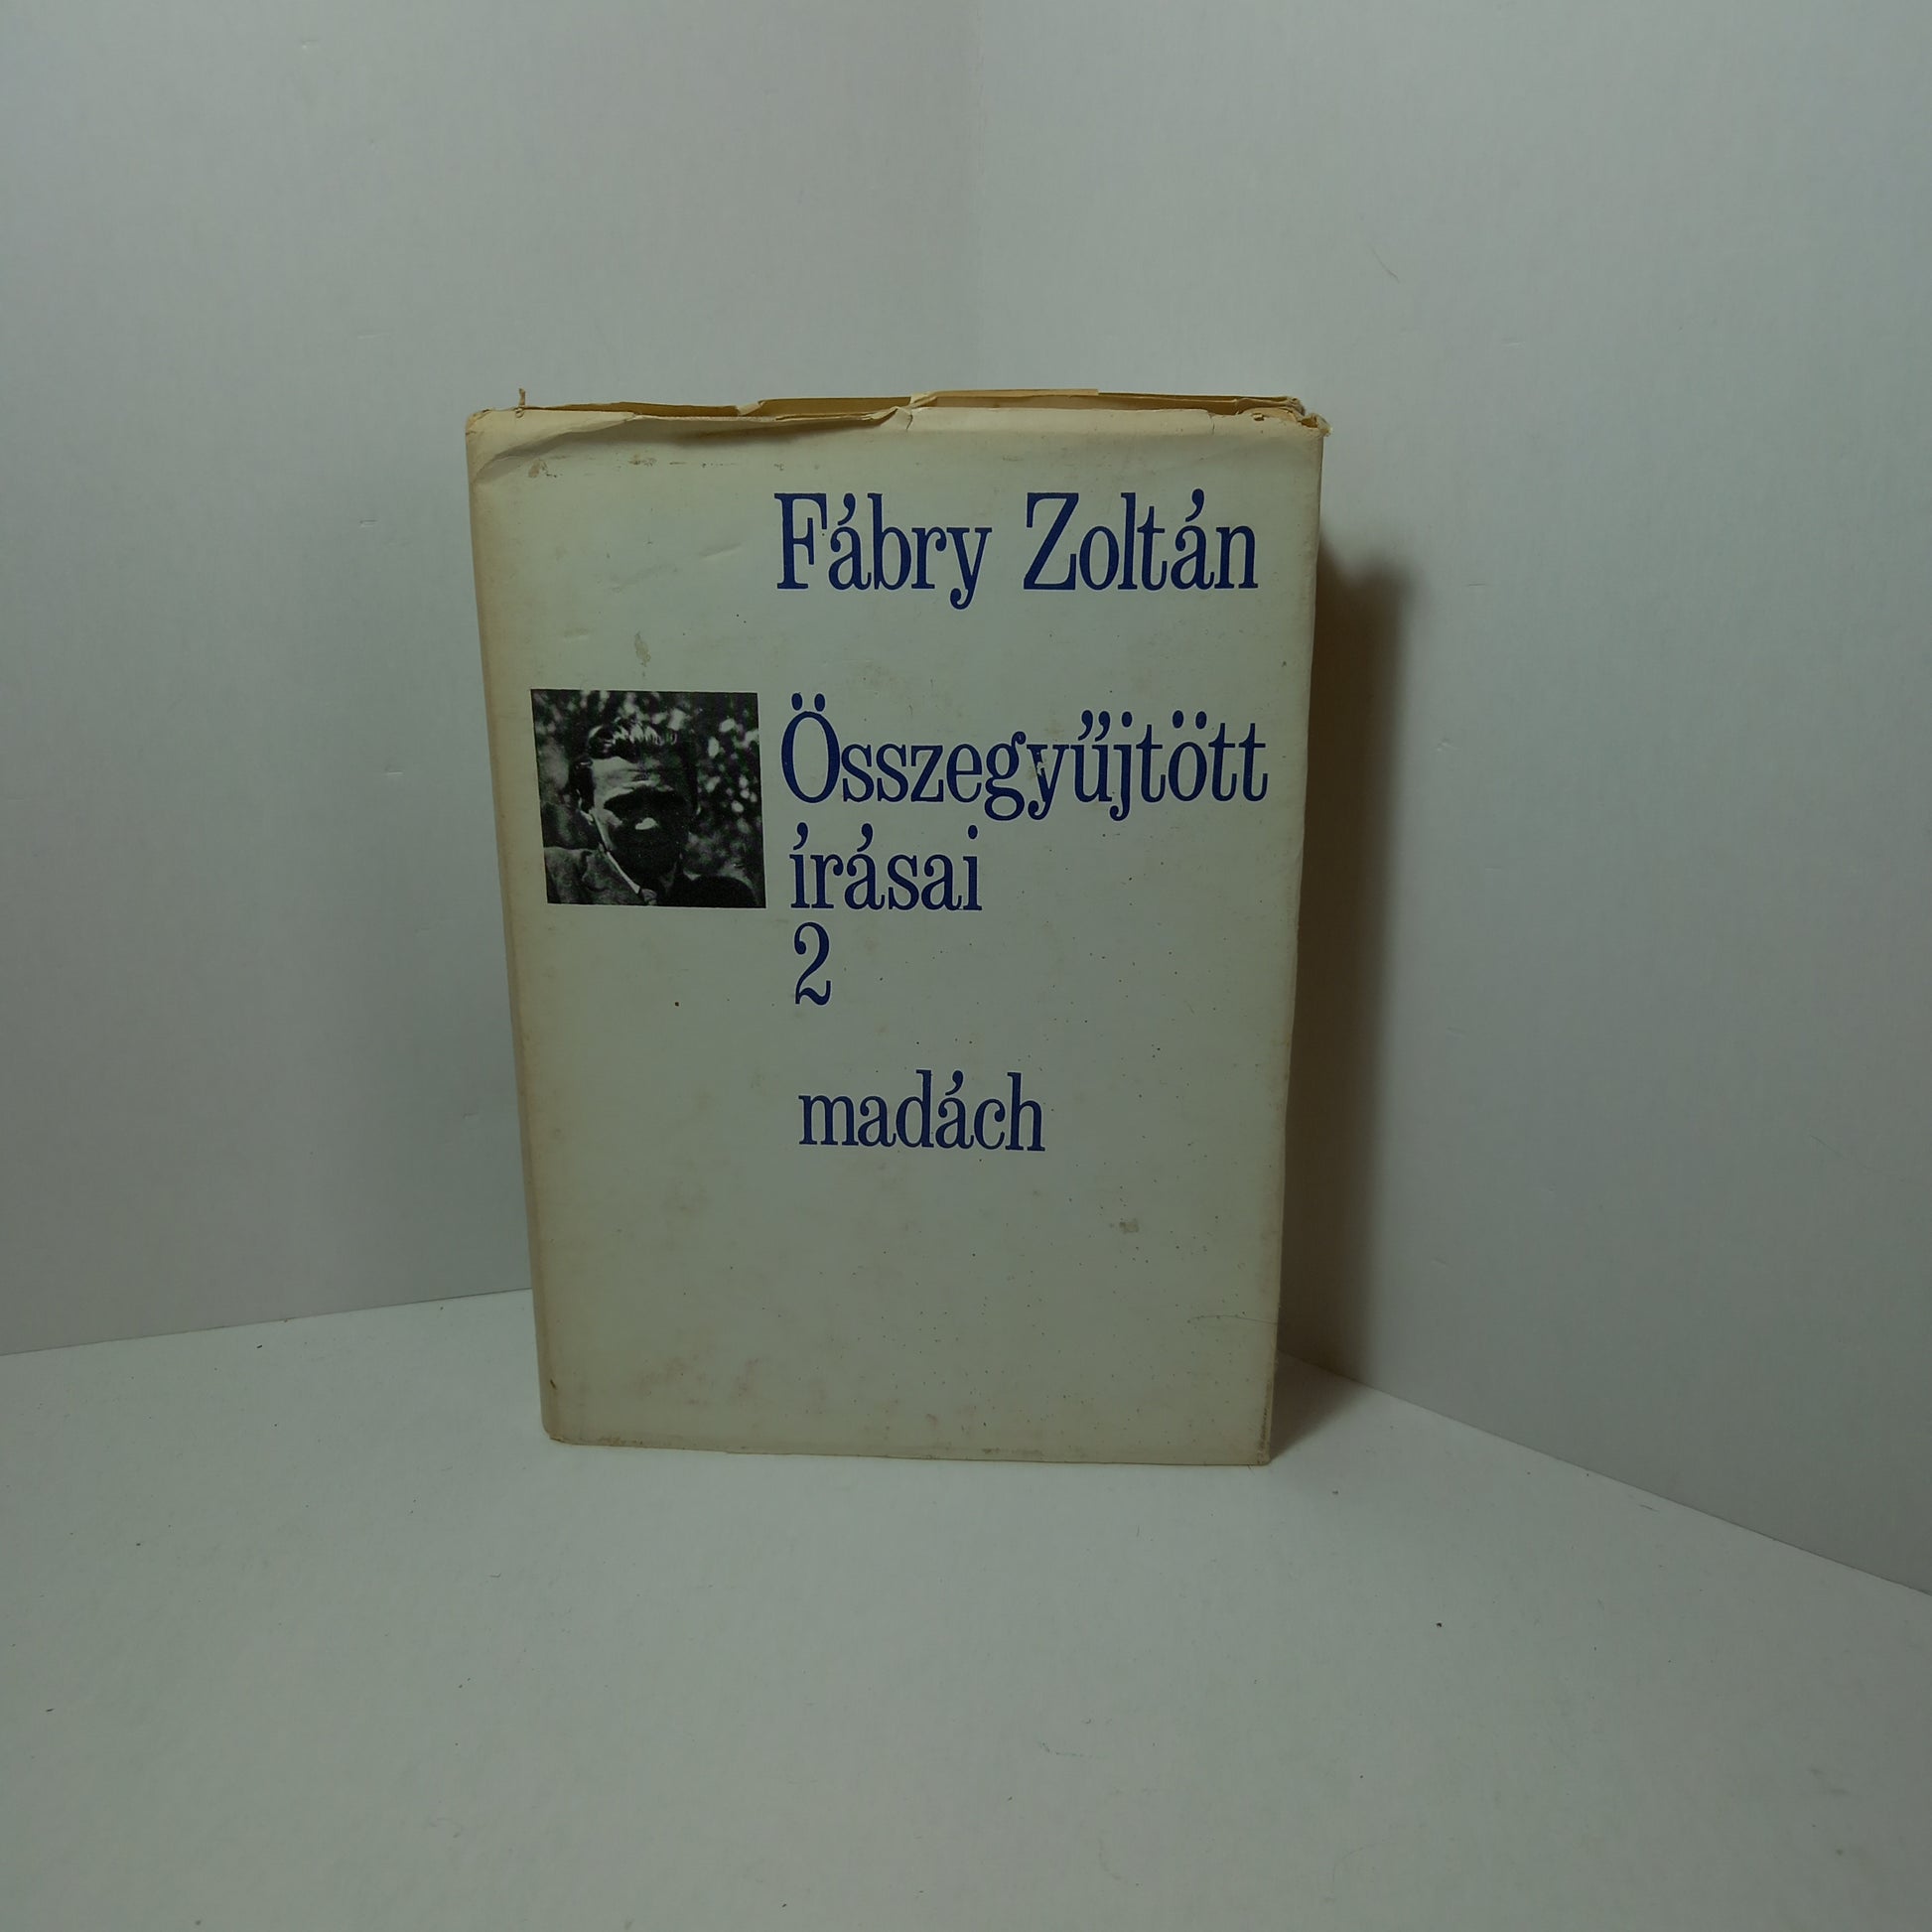 Fábry Zoltán
Összegyűjtött
írásai
2
madách